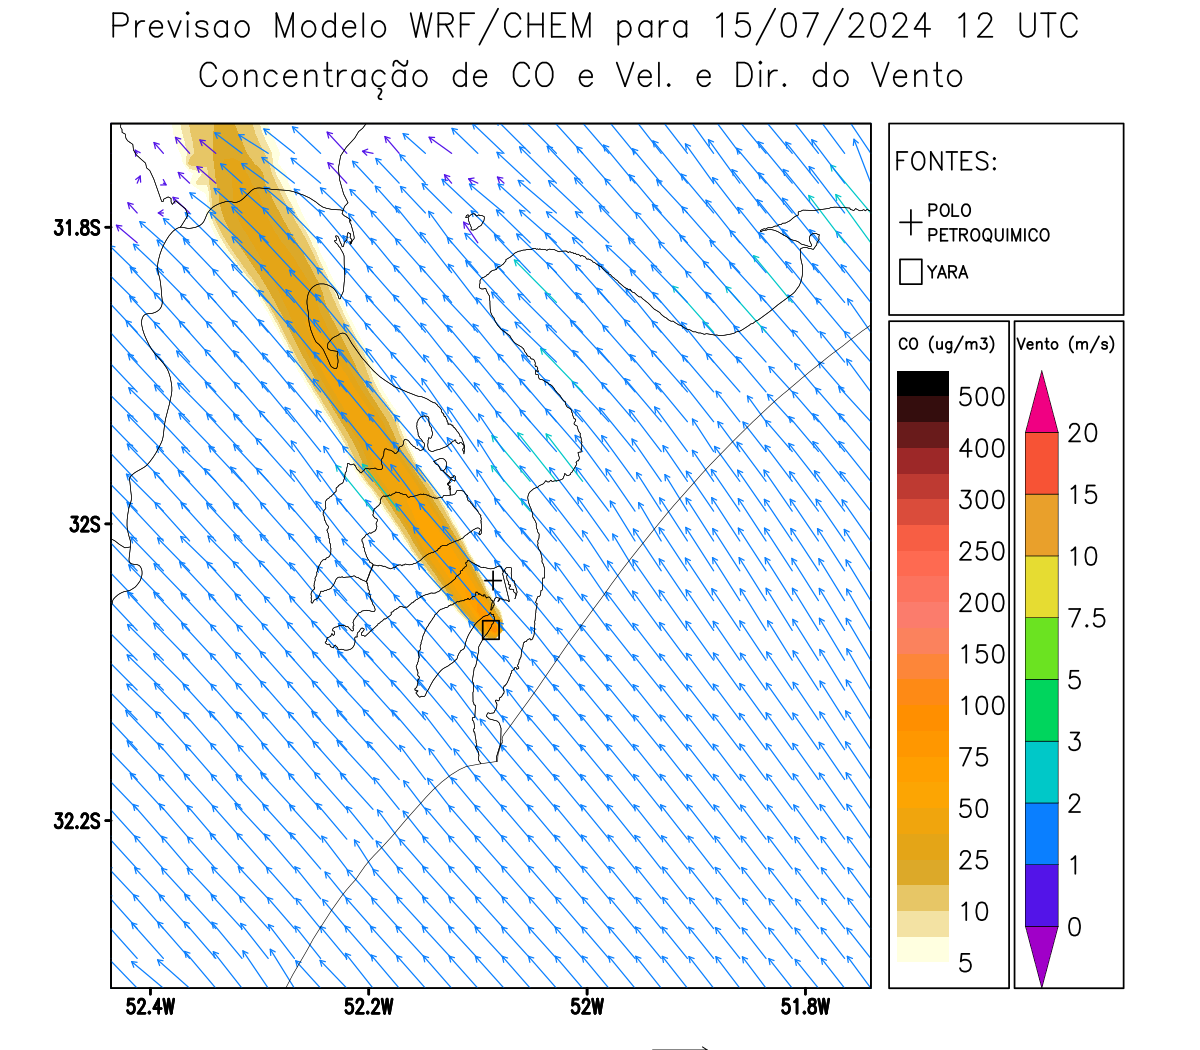 Previsao Modelo WRF/CHEM para 15/07/2024 12 UTC
Concentração de CO e Vel. e Dir. do Vento
FONTES:
POLO
PETROQUIMICO
YARA
CO (ug/m3)
500
400
300
250
200
150
100
75
50
25
10
5
Vento (m/s)
20
15
10
7.5
5
3
2
1
0
31.8S
32S
32.2S
52.4W
52.2W
52W
51.8W